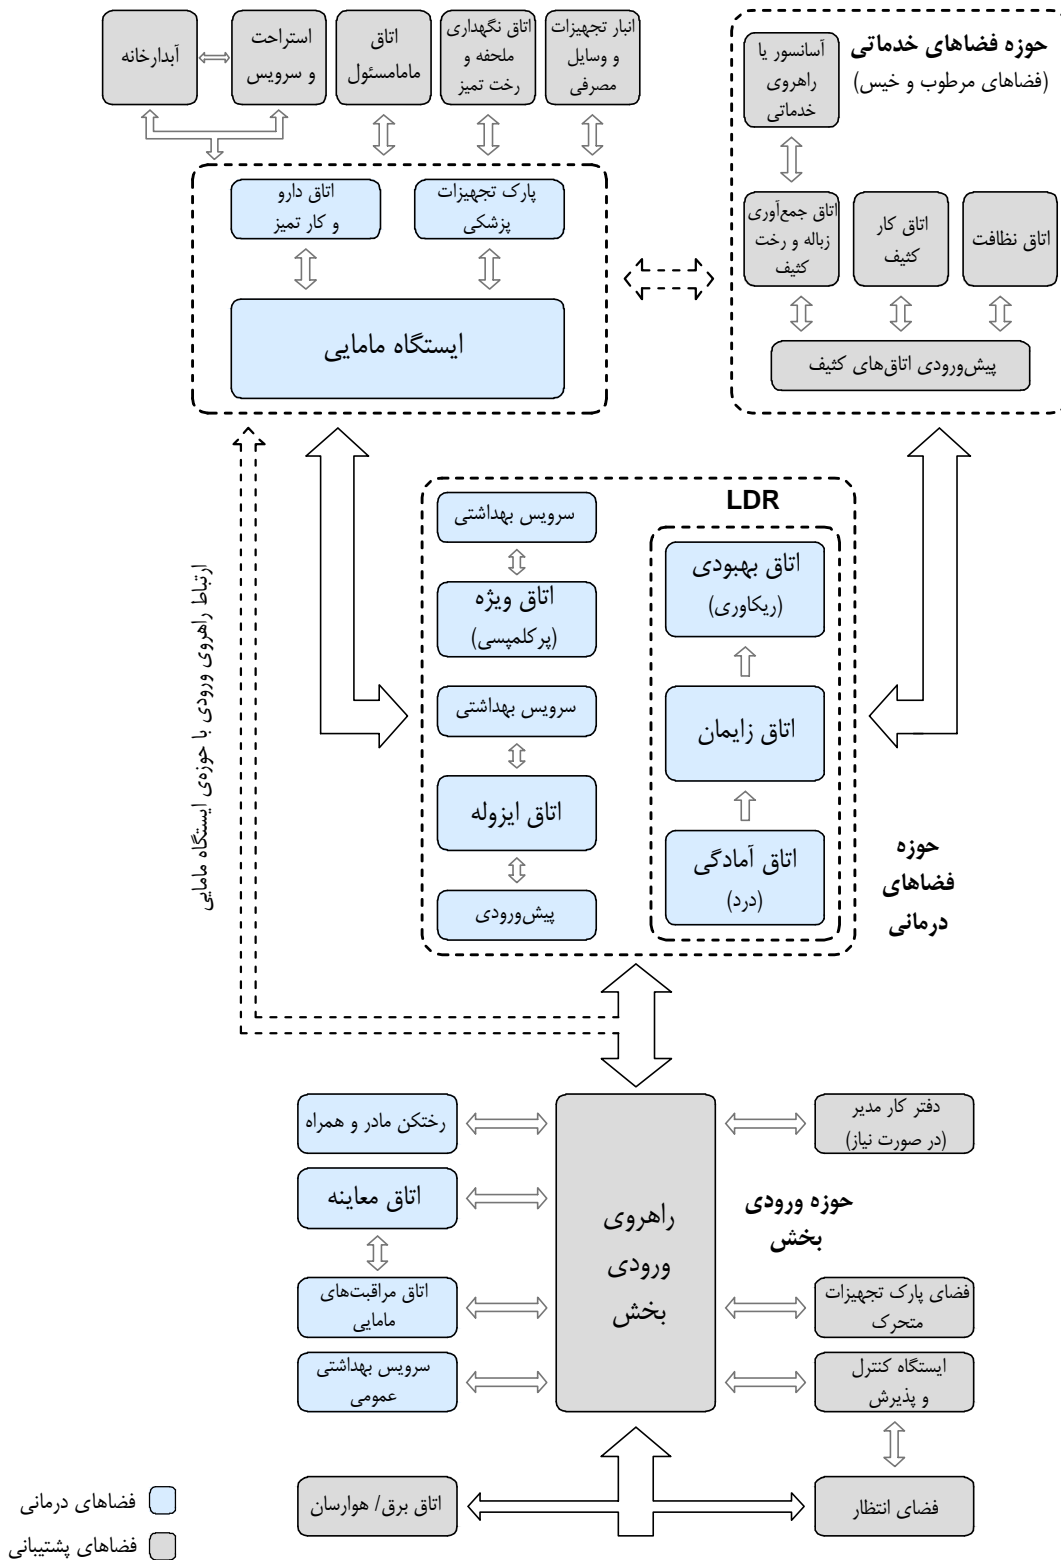 حوزه فضاهای خدماتی
(فضاهای مرطوب و خیس)
آسانسور یا
راهروی
خدماتی
انبار تجهیزات
و وسایل
مصرفی
اتاق نگهداری
ملحفه و
رخت تمیز
اتاق
مامامسئول
استراحت
و سرویس
آبدارخانه
اتاق نظافت
اتاق کار
کثیف
اتاق جمع‌آوری
زباله و رخت
کثیف
پیش‌ورودی اتاق‌های کثیف
پارک تجهیزات
پزشکی
اتاق دارو
و کار تمیز
ایستگاه مامایی
LDR
اتاق بهبودی
(ریکاوری)
اتاق زایمان
اتاق آمادگی
(درد)
سرویس بهداشتی
اتاق ویژه
(پرکلمپسی)
سرویس بهداشتی
اتاق ایزوله
پیش‌ورودی
حوزه
فضاهای
درمانی
ارتباط راهروی ورودی با حوزه‌ی ایستگاه مامایی
دفتر کار مدیر
(در صورت نیاز)
حوزه ورودی
بخش
فضای پارک تجهیزات
متحرک
ایستگاه کنترل
و پذیرش
فضای انتظار
راهروی
ورودی
بخش
رختکن مادر و همراه
اتاق معاینه
اتاق مراقبت‌های
مامایی
سرویس بهداشتی
عمومی
اتاق برق/ هوارسان
فضاهای درمانی
فضاهای پشتیبانی